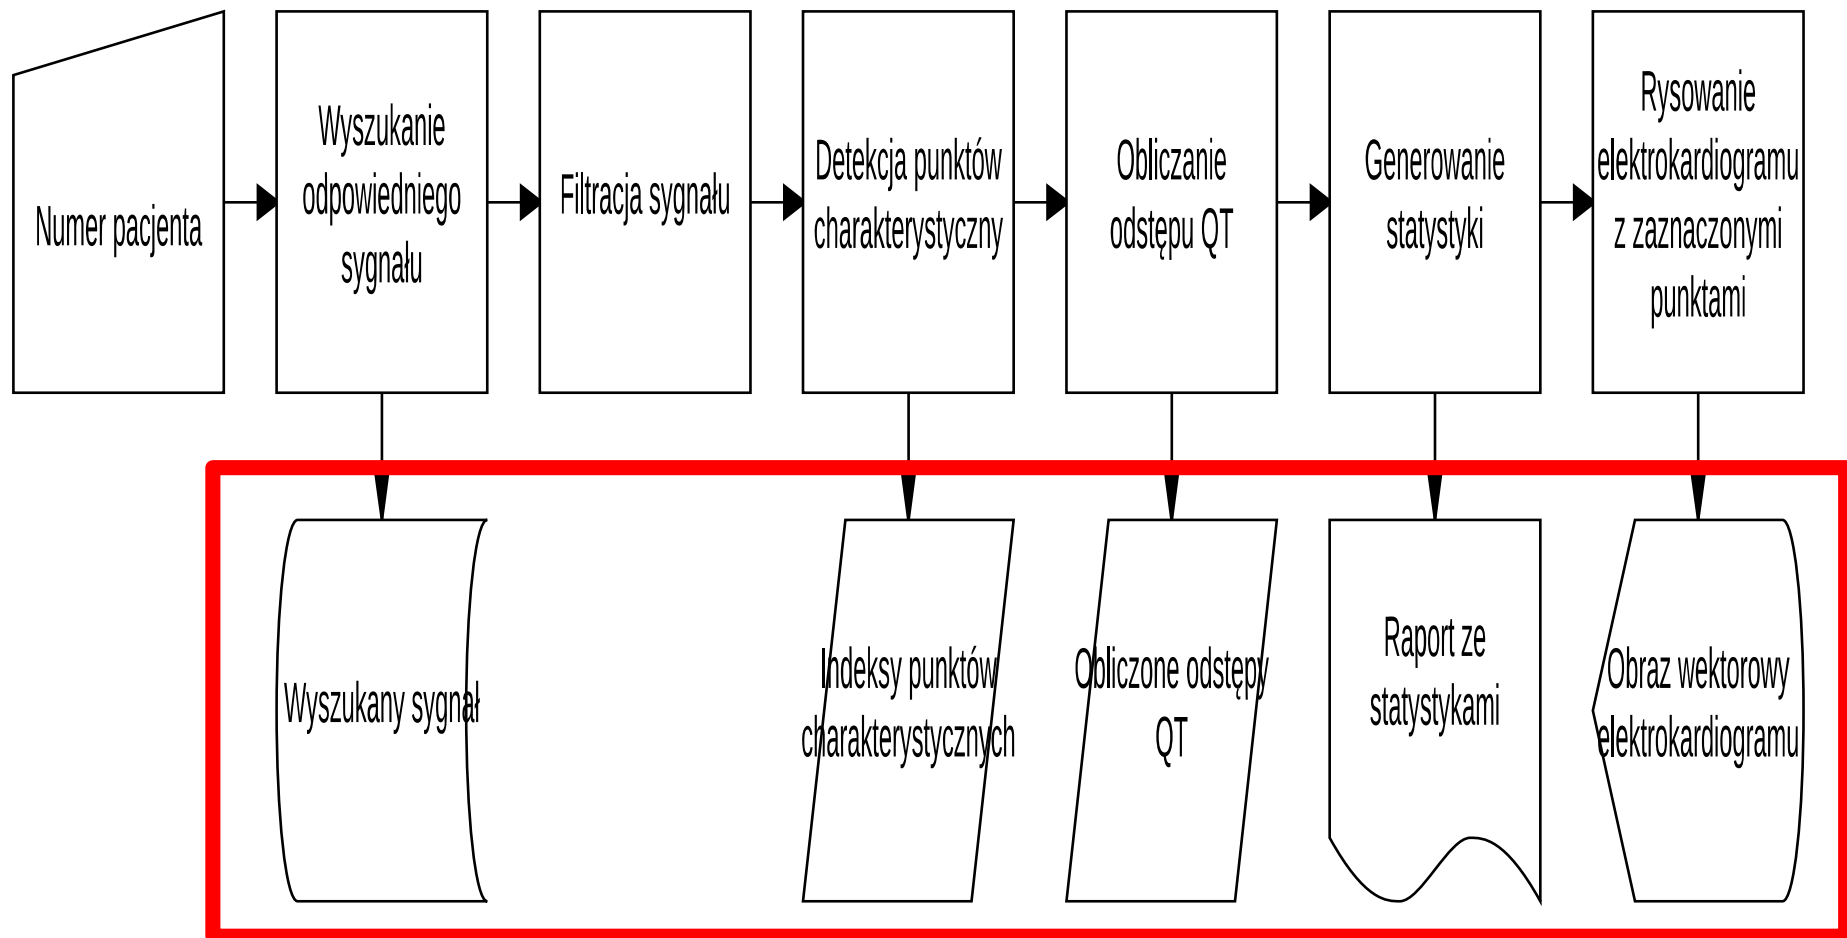 Numer pacjenta
Wyszukanie
odpowiedniego
sygnału
Filtracja sygnału
Detekcja punktów
charakterystyczny
Obliczanie
odstępu QT
Generowanie
statystyki
Rysowanie
elektrokardiogramu
z zaznaczonymi
punktami
Wyszukany sygnał
Indeksy punktów
charakterystycznych
Obliczone odstępy
QT
Raport ze
statystykami
Obraz wektorowy
elektrokardiogramu